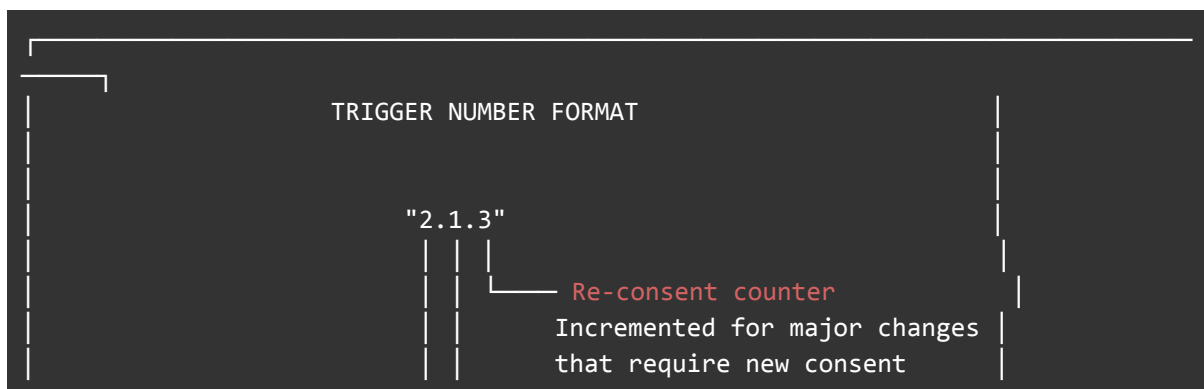 TRIGGER NUMBER FORMAT
"2.1.3"
Re-consent counter
Incremented for major changes
that require new consent